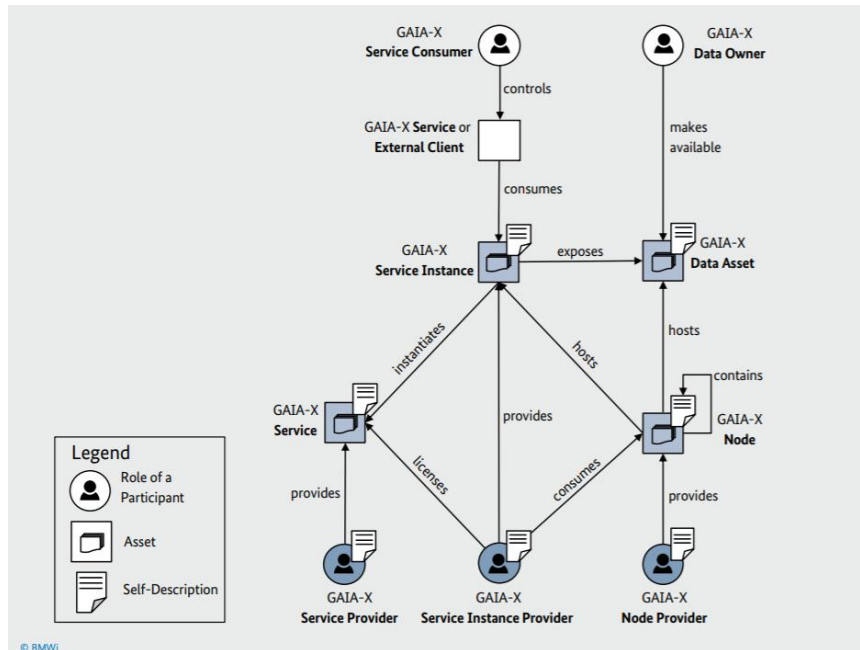 GAIA-X
Service Consumer
GAIA-X
Data Owner
controls
GAIA-X Service or
External Client
makes
available
consumes
GAIA-X
Service Instance
exposes
GAIA-X
Data Asset
instantiates
hosts
hosts
contains
GAIA-X
Service
provides
GAIA-X
Node
Legend
Role of a
Participant
Asset
Self-Description
provides
licenses
consumes
provides
GAIA-X
Service Provider
GAIA-X
Service Instance Provider
GAIA-X
Node Provider
© BMWi